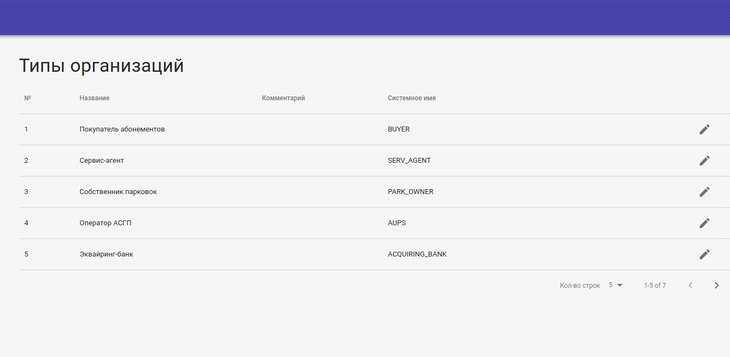 Типы организаций
№ Название Комментарий Системное имя
1 Покупатель абонементов BUYER
2 Сервис-агент SERV_AGENT
3 Собственник парковок PARK_OWNER
4 Оператор АСГП AUPS
5 Эквайринг-банк ACQUIRING_BANK
Кол-во строк 5 1-5 of 7